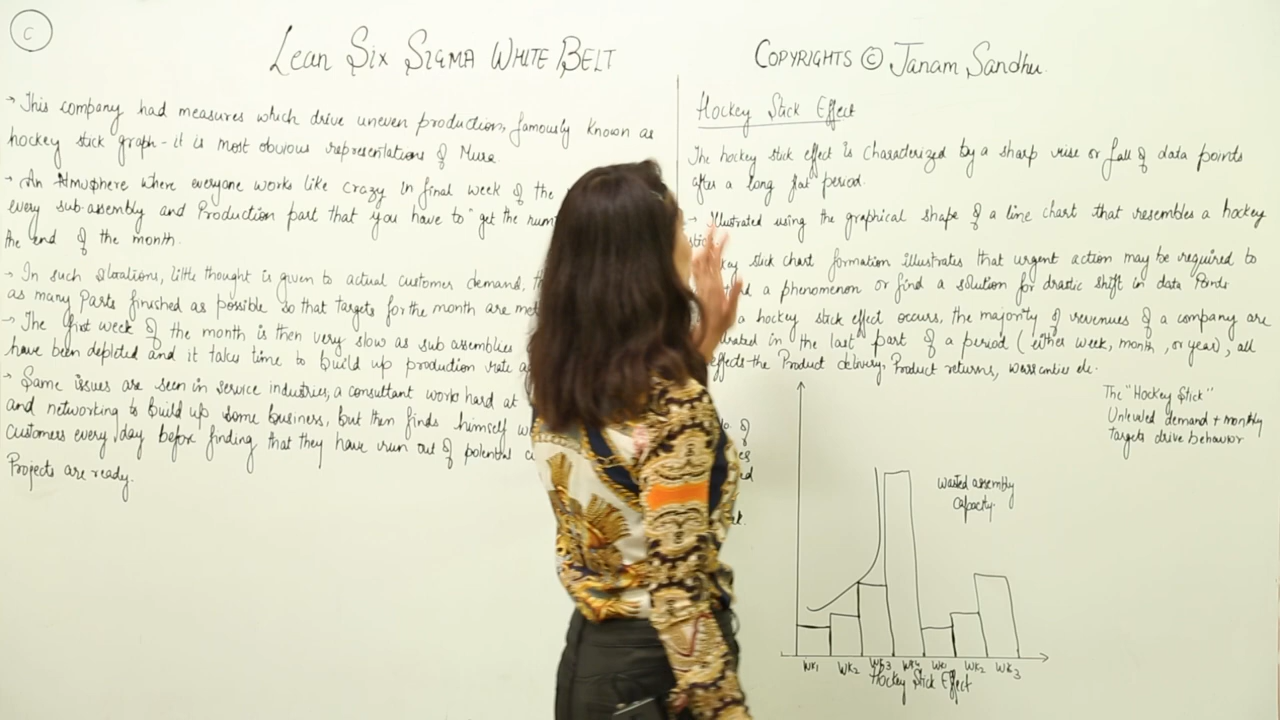 C
Lean Six Sigma White Belt
Copyrights © Janam Sandhu.
→ This company had measures which drive uneven production, famously known as
hockey stick graph - it is most obvious representations of Mura
→ An Atmosphere where everyone works like crazy in final week of the
every sub-assembly and Production part that you have to "get the
the end of the month.
→ In such situations, little thought is given to actual customer demand,
as many Parts finished as possible so that targets for the month are met
→ The first week of the month is then very slow as sub assemblies
have been depleted and it takes time to build up production rate
→ Same issues are seen in service industries, a consultant works hard at
and networking to build up some business, but then finds himself
customers every day before finding that they have run out of potential
Projects are ready.
Hockey Stick Effect
The hockey stick effect is characterized by a sharp rise or fall of data points
after a long flat period.
→ Illustrated using the graphical shape of a line chart that resembles a hockey
stick chart formation illustrates that urgent action may be required to
a phenomenon or find a solution for drastic shift in data Points
a hockey stick effect occurs, the majority of revenues of a company are
in the last part of a period (either week, month, or year), all
effects the Product delivery, Product returns, warranties etc.
The "Hockey Stick"
Unleveled demand + monthly
targets drive behavior
of
wasted assembly
capacity.
WK1 WK2 WK3 WK4 WK1 WK2 WK3
Hockey Stick Effect